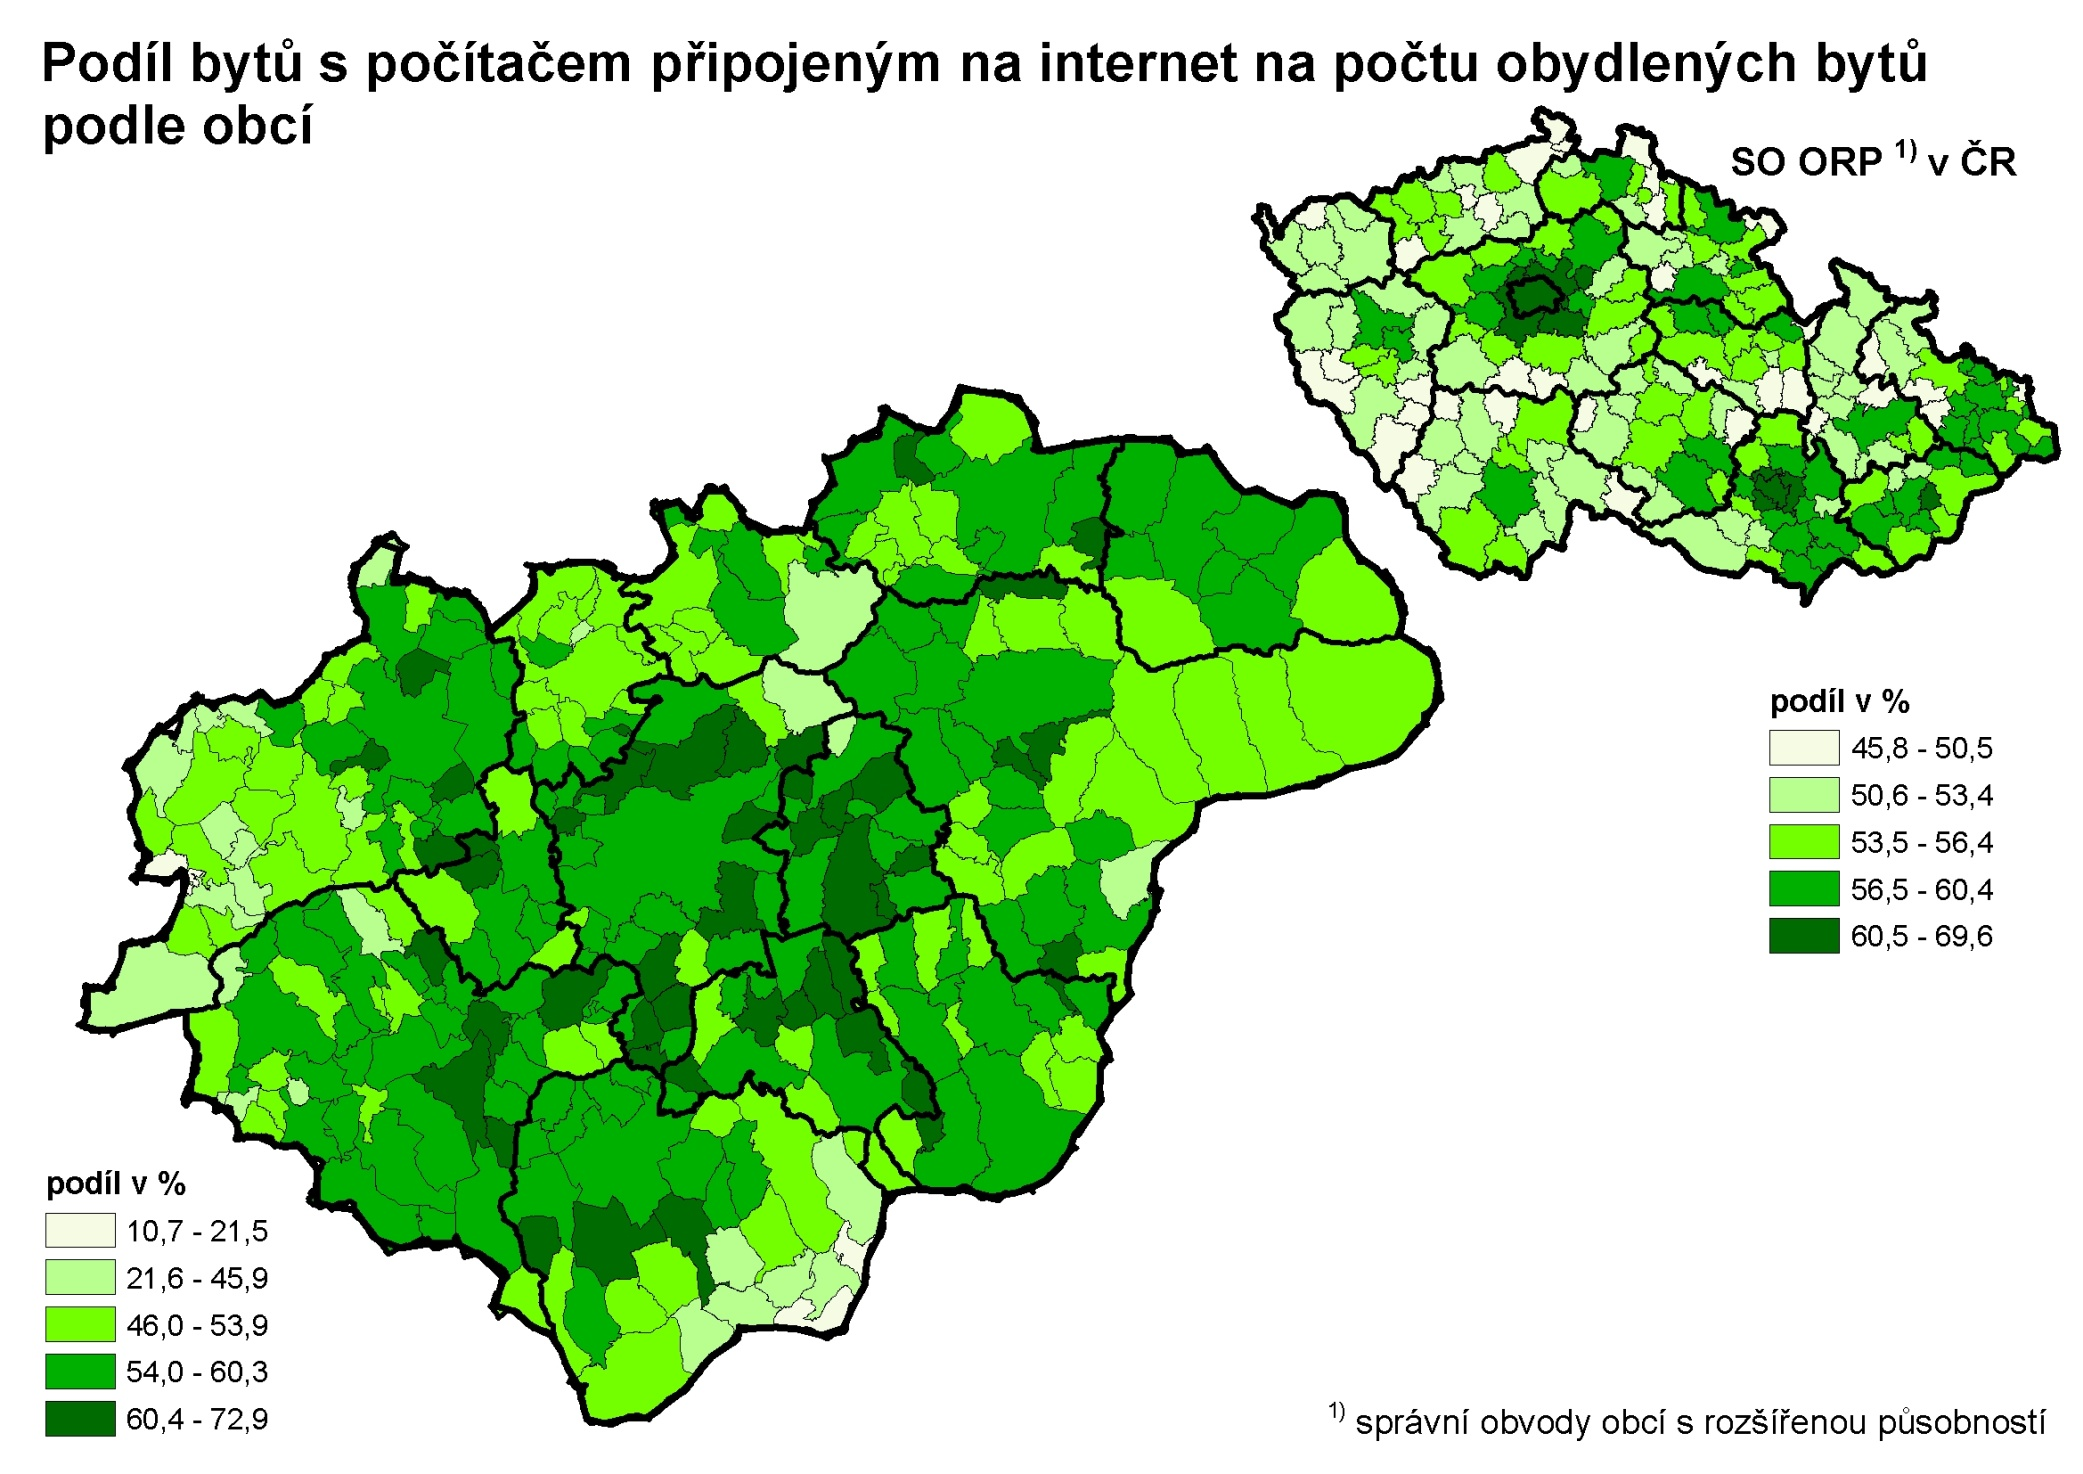 Podíl bytů s počítačem připojeným na internet na počtu obydlených bytů
podle obcí
SO ORP 1) v ČR
podíl v %
45,8 - 50,5
50,6 - 53,4
53,5 - 56,4
56,5 - 60,4
60,5 - 69,6
podíl v %
10,7 - 21,5
21,6 - 45,9
46,0 - 53,9
54,0 - 60,3
60,4 - 72,9
1) správní obvody obcí s rozšířenou působností